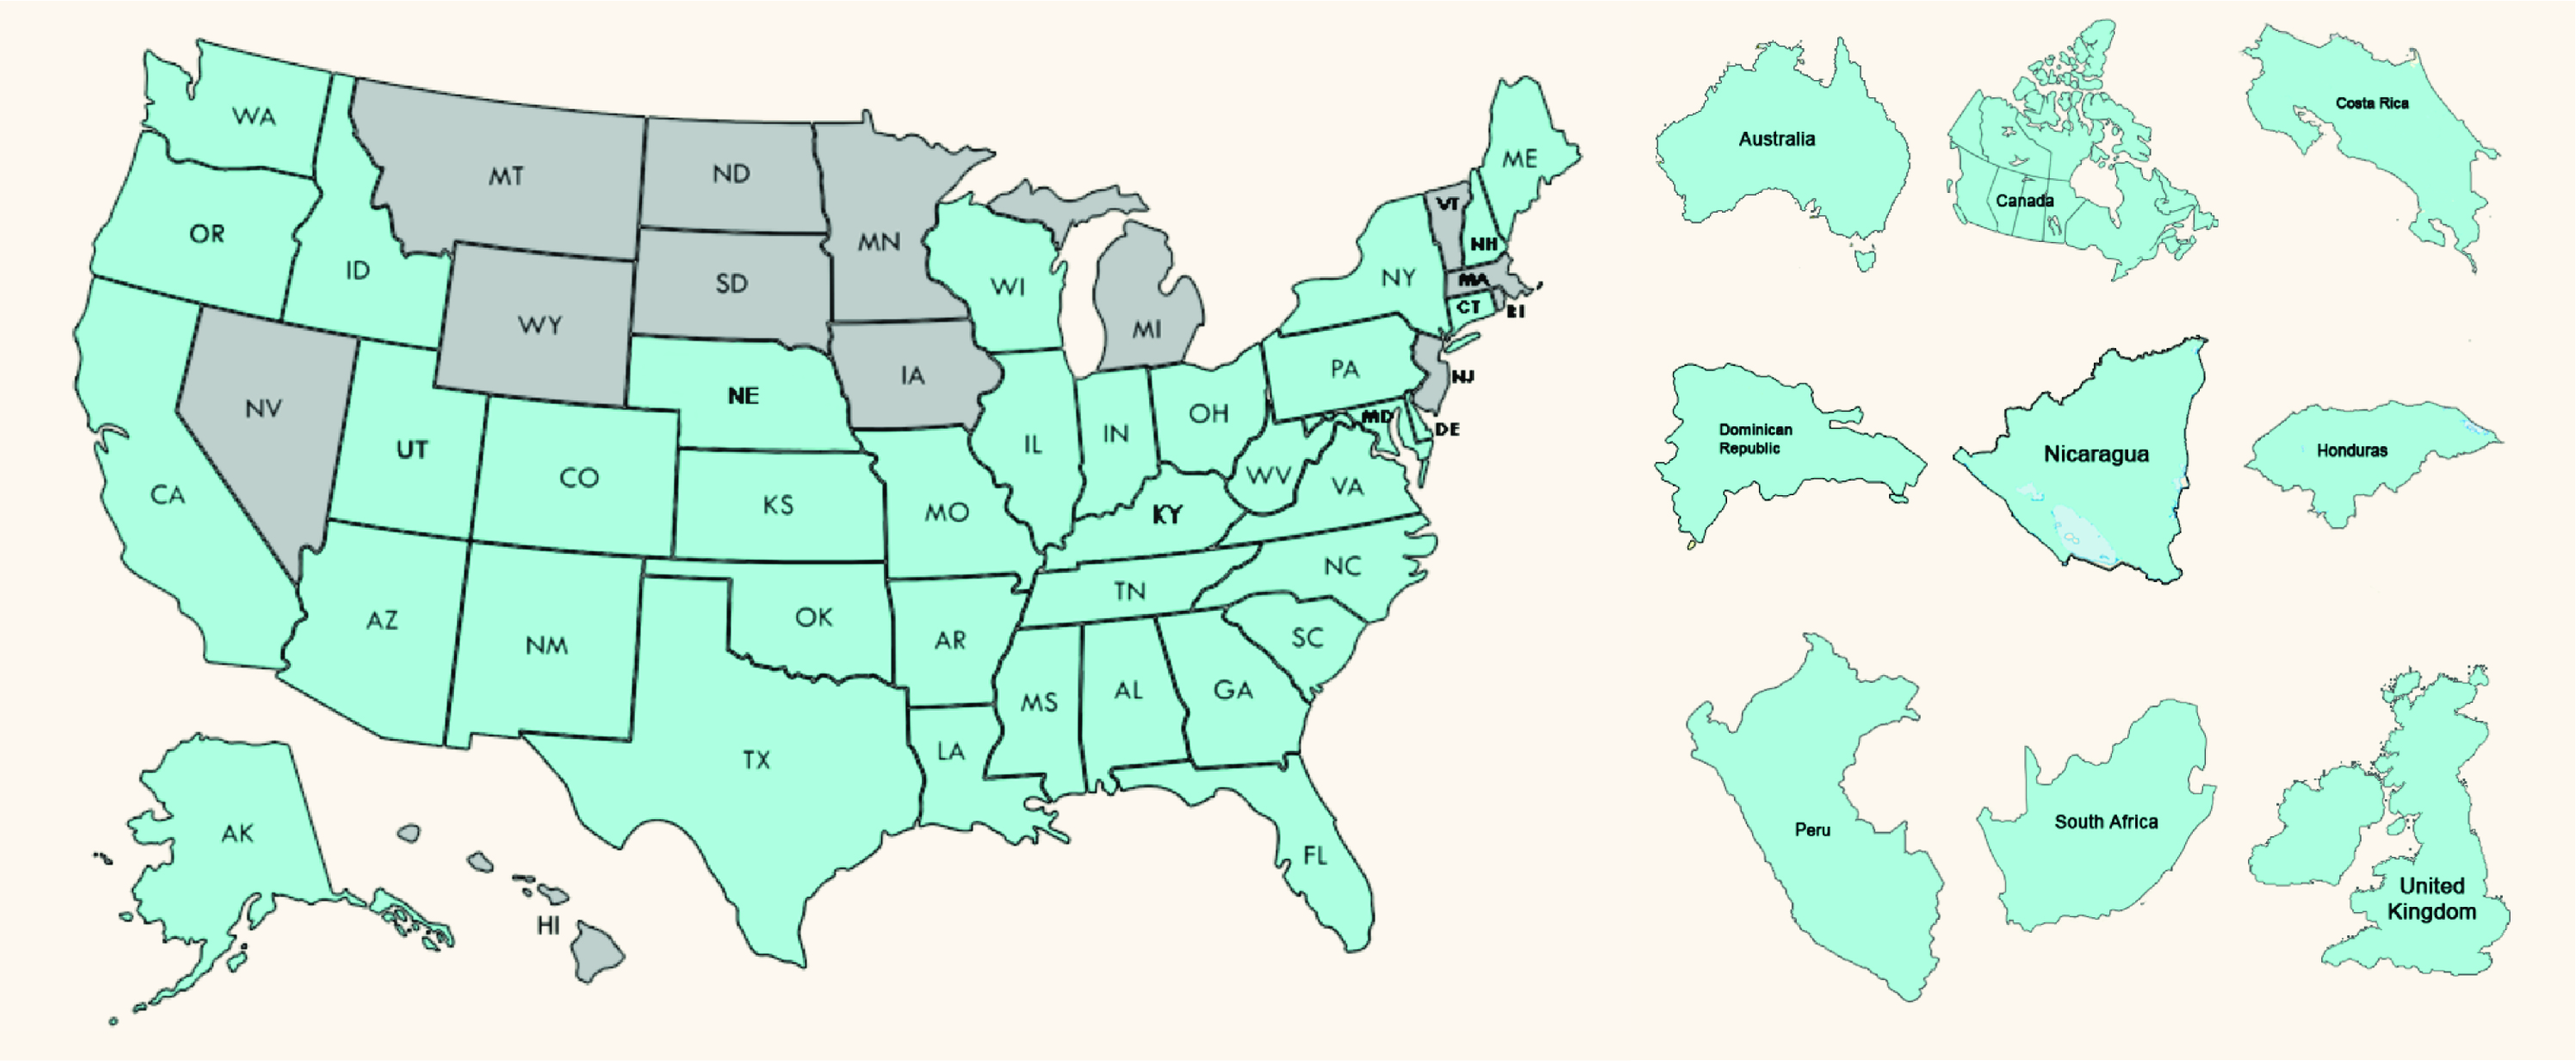 WA
MT
ND
MN
OR
ID
SD
WI
WY
NV
UT
CA
CO
NE
IA
KS
MO
IL
IN
OH
MI
PA
NY
VT
NH
ME
MA
CT
RI
NJ
MD
DE
WV
VA
KY
NC
TN
SC
AZ
NM
OK
AR
TX
LA
MS
AL
GA
FL
AK
HI
Australia
Canada
Costa Rica
Dominican
Republic
Nicaragua
Honduras
Peru
South Africa
United
Kingdom